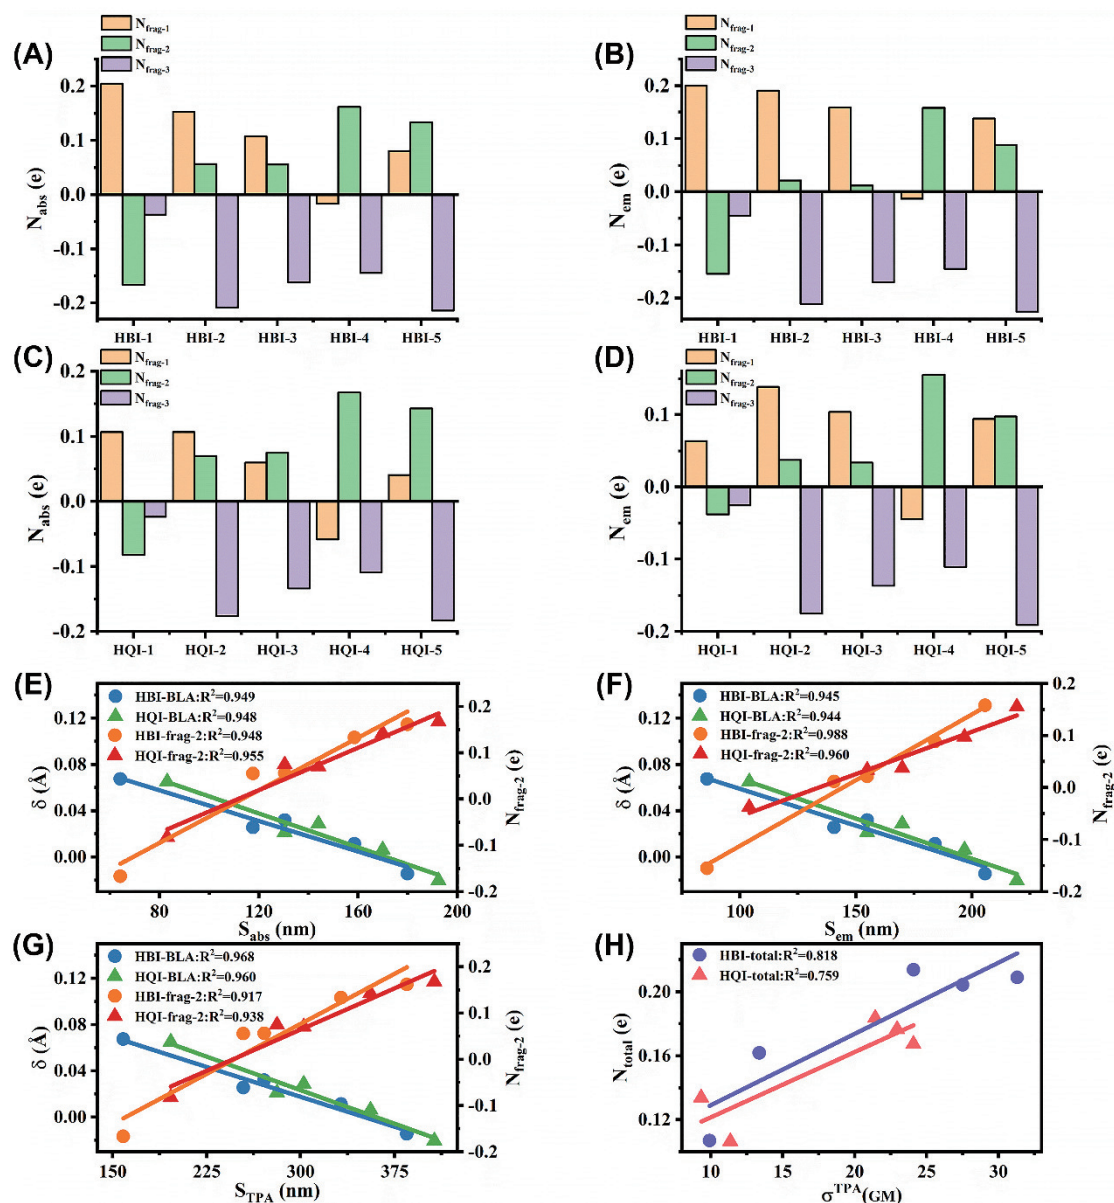 (A)
N_frag-1
N_frag-2
N_frag-3
0.2
0.1
0.0
-0.1
-0.2
N_abs (e)
HBI-1 HBI-2 HBI-3 HBI-4 HBI-5
(B)
N_frag-1
N_frag-2
N_frag-3
0.2
0.1
0.0
-0.1
-0.2
N_em (e)
HBI-1 HBI-2 HBI-3 HBI-4 HBI-5
(C)
N_frag-1
N_frag-2
N_frag-3
0.2
0.1
0.0
-0.1
-0.2
N_abs (e)
HQI-1 HQI-2 HQI-3 HQI-4 HQI-5
(D)
N_frag-1
N_frag-2
N_frag-3
0.1
0.0
-0.1
-0.2
N_em (e)
HQI-1 HQI-2 HQI-3 HQI-4 HQI-5
(E)
HBI-BLA:R²=0.949
HQI-BLA:R²=0.948
HBI-frag-2:R²=0.948
HQI-frag-2:R²=0.955
0.12
0.08
0.04
0.00
δ (Å)
0.2
0.1
0.0
-0.1
-0.2
N_frag-2 (e)
80 120 160 200
S_abs (nm)
(F)
HBI-BLA:R²=0.945
HQI-BLA:R²=0.944
HBI-frag-2:R²=0.988
HQI-frag-2:R²=0.960
0.12
0.08
0.04
0.00
δ (Å)
0.2
0.1
0.0
-0.1
-0.2
N_frag-2 (e)
100 150 200
S_em (nm)
(G)
HBI-BLA:R²=0.968
HQI-BLA:R²=0.960
HBI-frag-2:R²=0.917
HQI-frag-2:R²=0.938
0.12
0.08
0.04
0.00
δ (Å)
0.2
0.1
0.0
-0.1
-0.2
N_frag-2 (e)
150 225 300 375
S_TPA (nm)
(H)
HBI-total:R²=0.818
HQI-total:R²=0.759
0.20
0.16
0.12
N_total (e)
10 15 20 25 30
σ^TPA(GM)